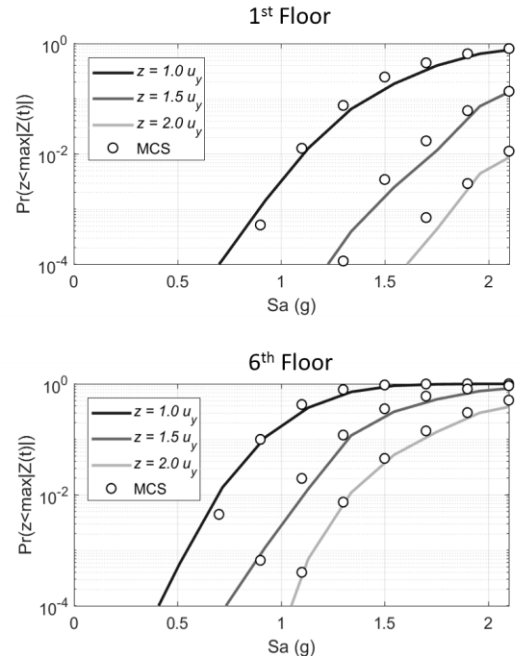 1st Floor
10^0
10^-2
10^-4
Pr(z<max|Z(t)|)
z = 1.0 u_y
z = 1.5 u_y
z = 2.0 u_y
MCS
0 0.5 1 1.5 2
Sa (g)
6th Floor
10^0
10^-2
10^-4
Pr(z<max|Z(t)|)
z = 1.0 u_y
z = 1.5 u_y
z = 2.0 u_y
MCS
0 0.5 1 1.5 2
Sa (g)